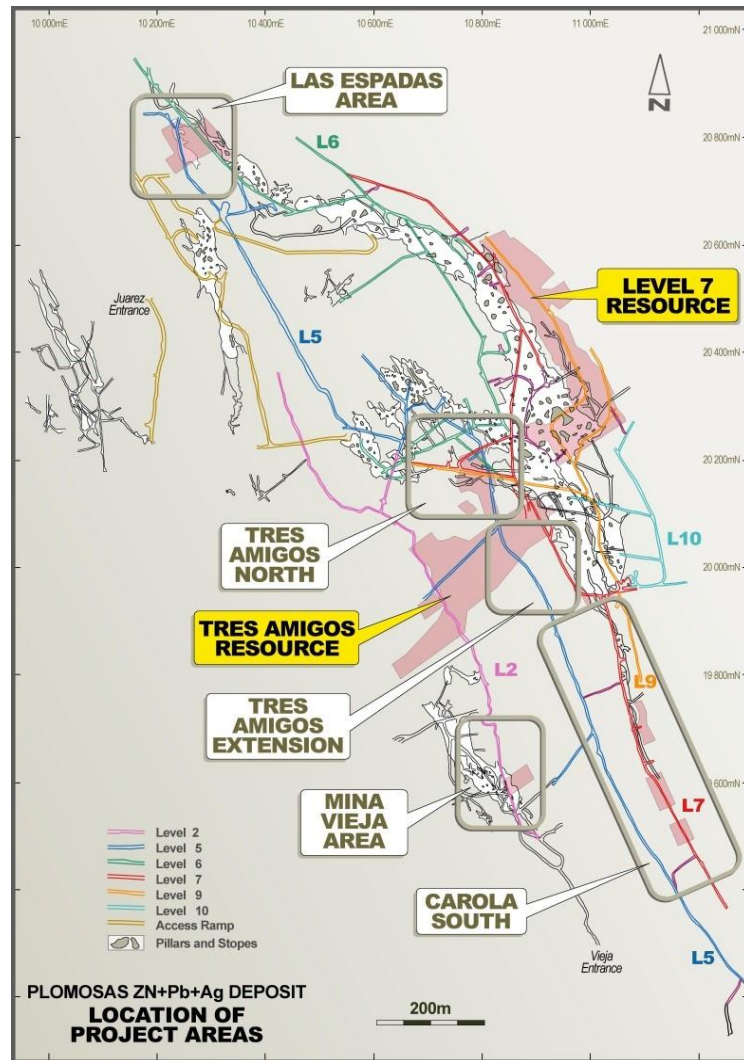 10 000mE
10 200mE
10 400mE
10 600mE
10 800mE
11 000mE
21 000mN
LAS ESPADAS
AREA
N
L6
20 800mN
20 600mN
Juarez
Entrance
LEVEL 7
RESOURCE
L5
20 400mN
20 200mN
TRES
AMIGOS
NORTH
L10
20 000mN
TRES AMIGOS
RESOURCE
L2
L9
19 800mN
TRES
AMIGOS
EXTENSION
MINA
VIEJA
AREA
600mN
L7
CAROLA
SOUTH
Level 2
Level 5
Level 6
Level 7
Level 9
Level 10
Access Ramp
Pillars and Stopes
Vieja
Entrance
L5
PLOMOSAS ZN+Pb+Ag DEPOSIT
LOCATION OF
PROJECT AREAS
200m